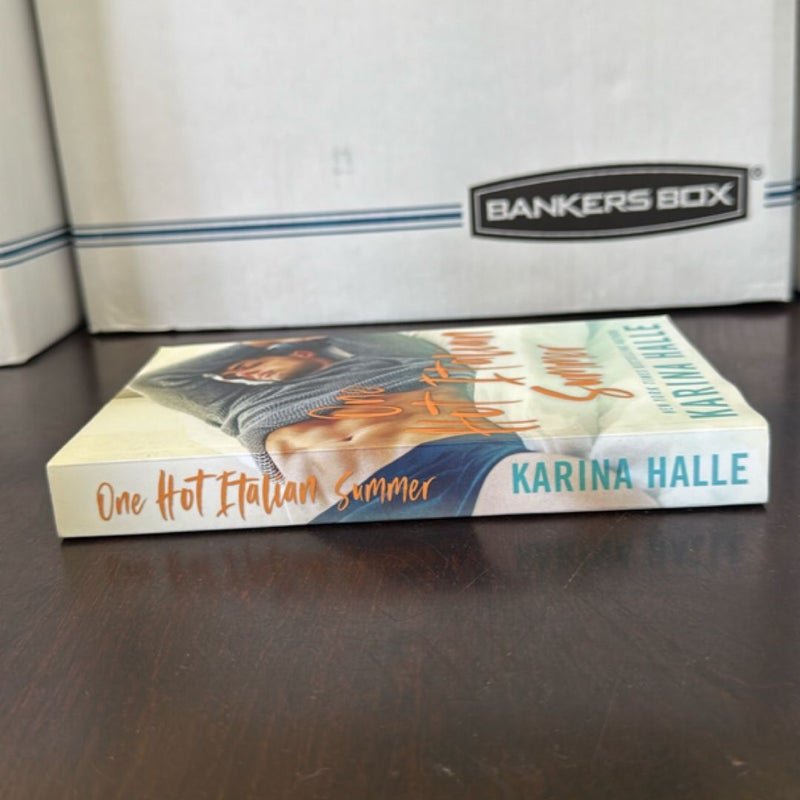 BANKERS BOX®
One
Hot Italian
Summer
KARINA HALLE
One Hot Italian Summer
KARINA HALLE